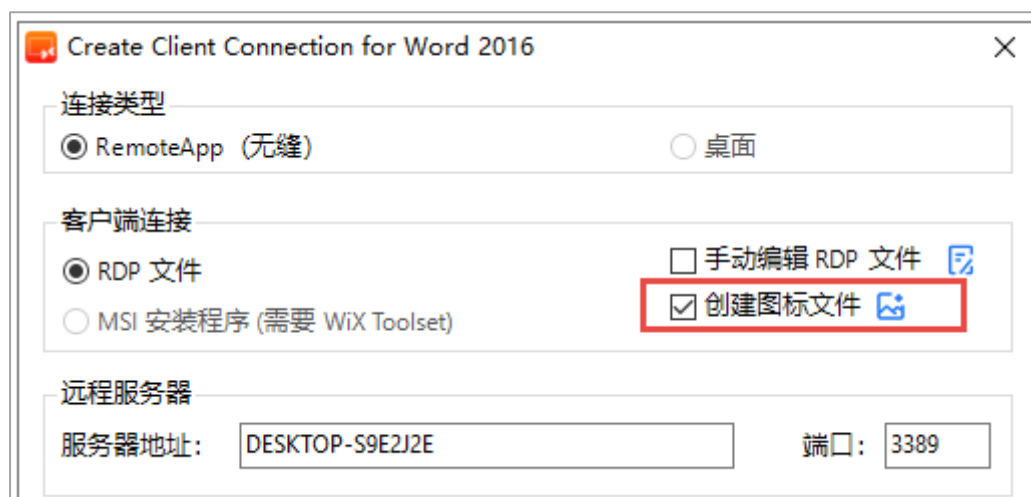 Create Client Connection for Word 2016
连接类型
RemoteApp (无缝) 桌面
客户端连接
RDP 文件 手动编辑 RDP 文件
MSI 安装程序 (需要 WiX Toolset) 创建图标文件
远程服务器
服务器地址: DESKTOP-S9E2J2E 端口: 3389